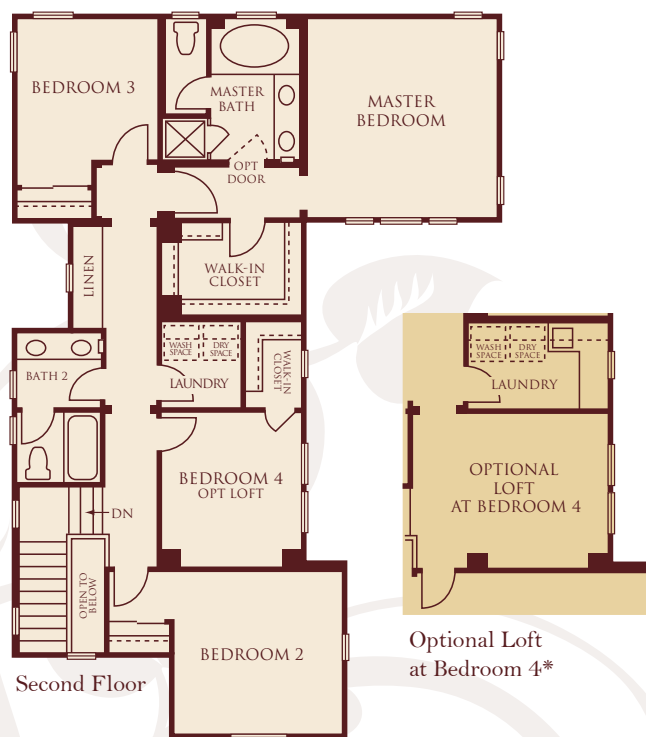 BEDROOM 3
MASTER
BATH
MASTER
BEDROOM
OPT
DOOR
LINEN
WALK-IN
CLOSET
WASH
SPACE
DRY
SPACE
LAUNDRY
WALK-IN
CLOSET
BATH 2
BEDROOM 4
OPT LOFT
DN
OPEN TO
BELOW
BEDROOM 2
Second Floor
WASH
SPACE
DRY
SPACE
LAUNDRY
OPTIONAL
LOFT
AT BEDROOM 4
Optional Loft
at Bedroom 4*